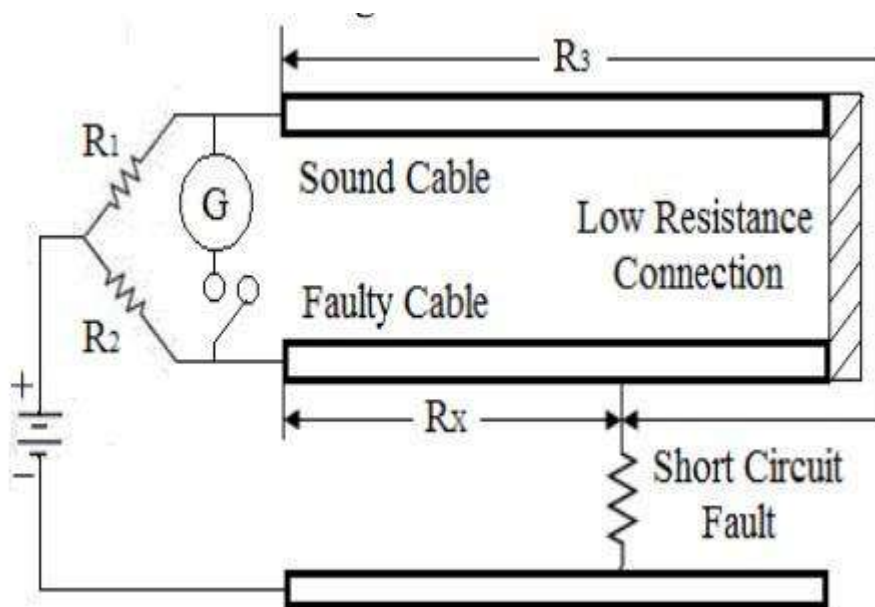 R3
R1
G
Sound Cable
Low Resistance
Connection
Faulty Cable
R2
+
RX
−
Short Circuit
Fault